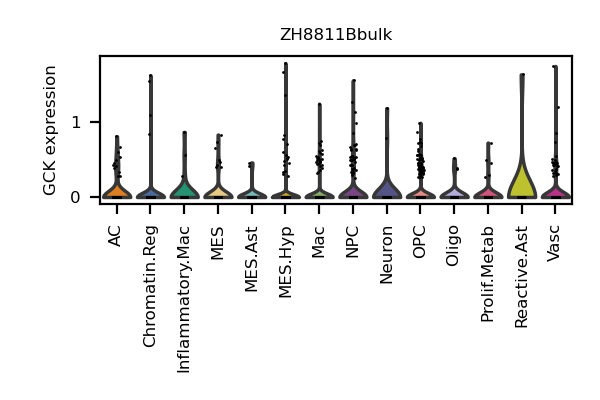 ZH8811Bbulk
GCK expression
1
0
AC
Chromatin.Reg
Inflammatory.Mac
MES
MES.Ast
MES.Hyp
Mac
NPC
Neuron
OPC
Oligo
Prolif.Metab
Reactive.Ast
Vasc